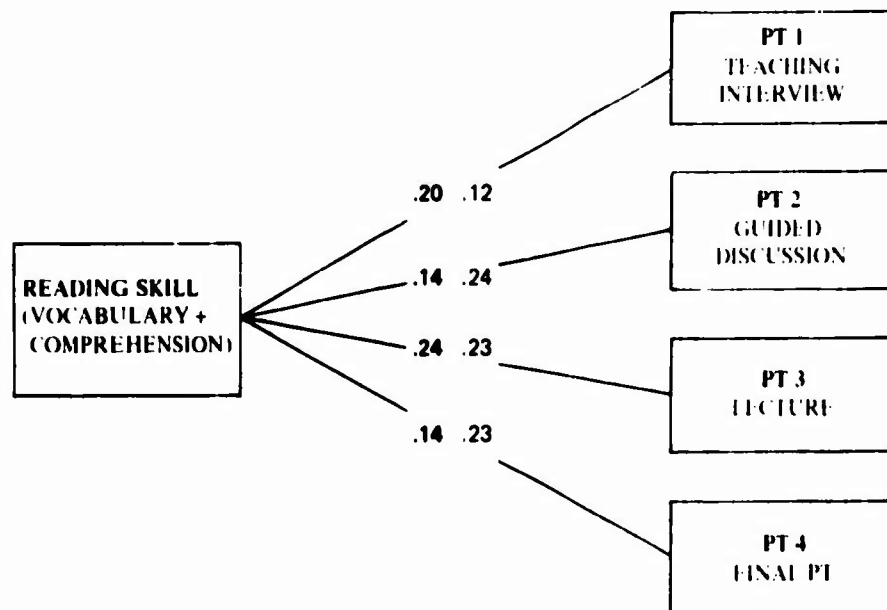 PT 1
TEACHING
INTERVIEW
.20 .12
PT 2
GUIDED
DISCUSSION
READING SKILL
(VOCABULARY +
COMPREHENSION)
.14 .24
.24 .23
PT 3
LECTURE
.14 .23
PT 4
FINAL PT